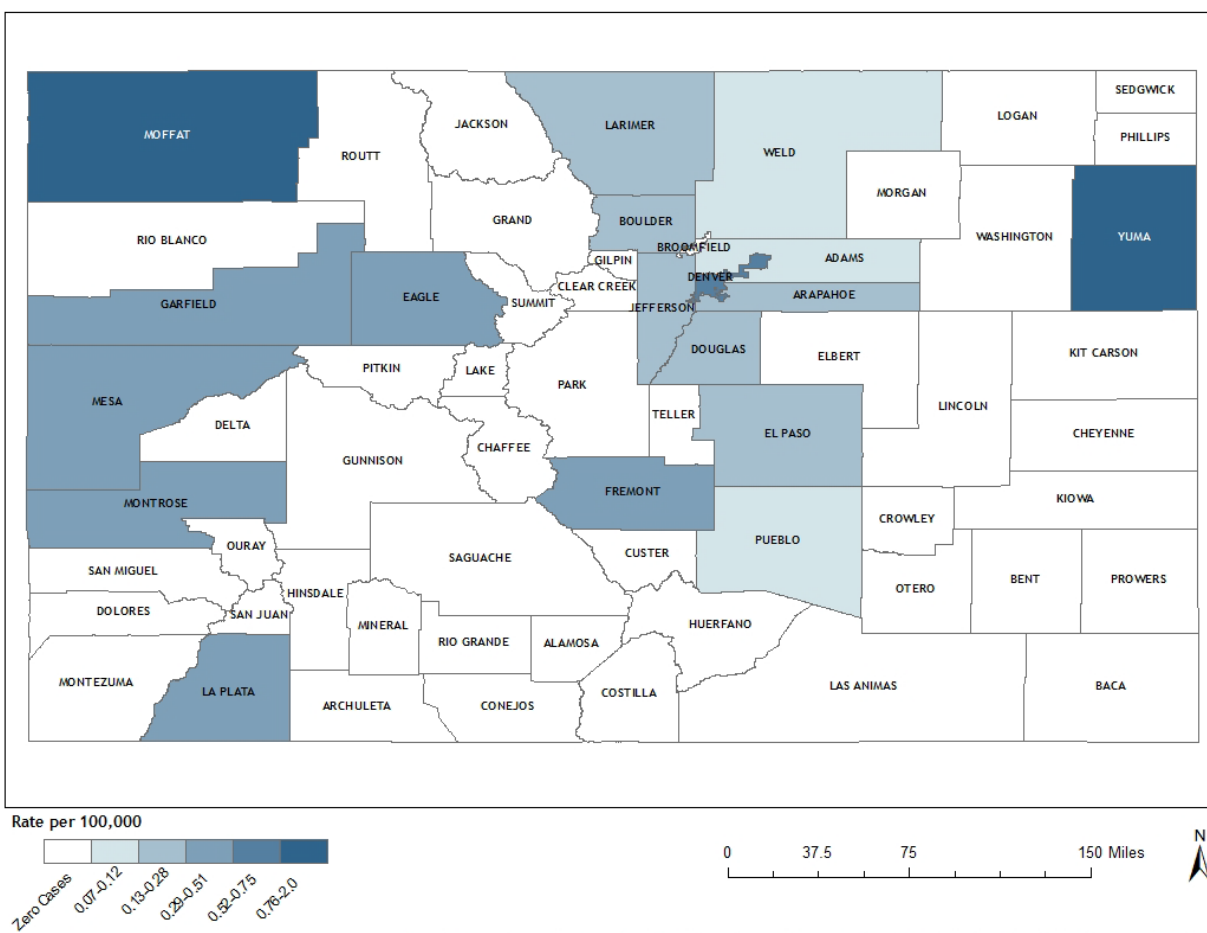 SEDGWICK
LOGAN
JACKSON
LARIMER
MOFFAT
PHILLIPS
ROUTT
WELD
MORGAN
GRAND
BOULDER
RIO BLANCO
WASHINGTON
YUMA
BROOMFIELD
GILPIN
ADAMS
DENVER
CLEAR CREEK
EAGLE
ARAPAHOE
GARFIELD
SUMMIT
JEFFERSON
DOUGLAS
ELBERT
KIT CARSON
PITKIN
LAKE
PARK
MESA
TELLER
LINCOLN
DELTA
EL PASO
CHEYENNE
CHAFFEE
GUNNISON
FREMONT
MONTROSE
KIOWA
CROWLEY
PUEBLO
OURAY
CUSTER
SAGUACHE
SAN MIGUEL
BENT
PROWERS
OTERO
HINSDALE
DOLORES
SAN JUAN
MINERAL
HUERFANO
RIO GRANDE
ALAMOSA
MONTEZUMA
LA PLATA
COSTILLA
LAS ANIMAS
BACA
ARCHULETA
CONEJOS
Rate per 100,000
Zero Cases
0.07-0.12
0.13-0.28
0.29-0.51
0.52-0.75
0.76-2.0
0 37.5 75 150 Miles
N